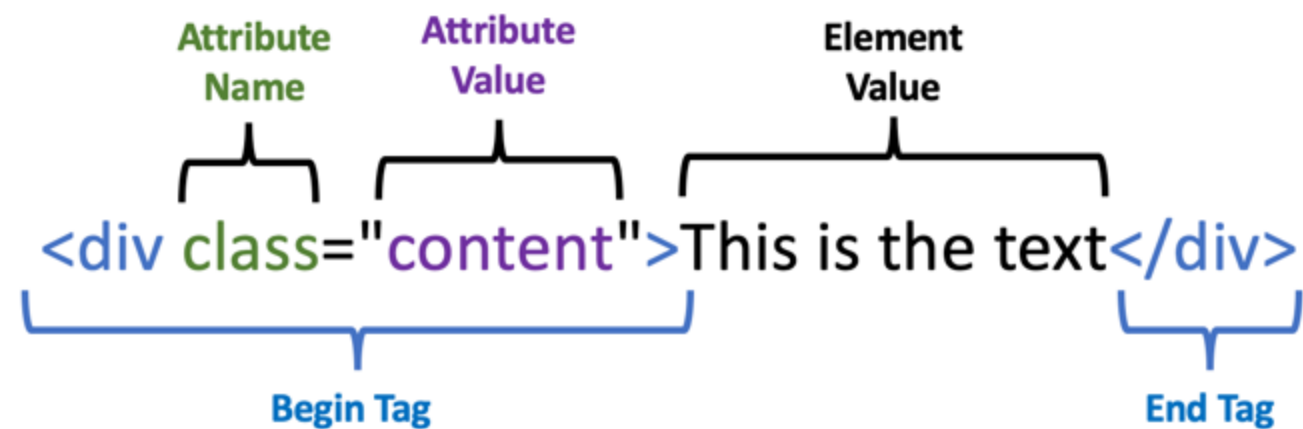 Attribute
Name
Attribute
Value
Element
Value
<div class="content">This is the text</div>
Begin Tag
End Tag